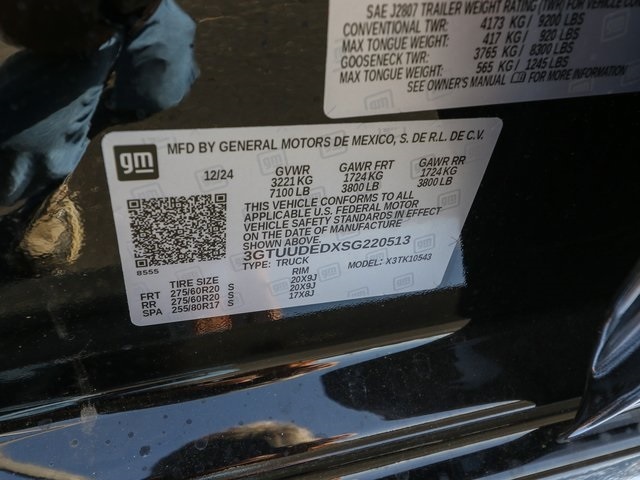 SAE J2807 TRAILER WEIGHT RATING (TWR) FOR VEHICLE
CONVENTIONAL TWR: 4173 KG / 9200 LBS
MAX TONGUE WEIGHT: 417 KG / 920 LBS
GOOSENECK TWR: 3765 KG / 8300 LBS
MAX TONGUE WEIGHT: 565 KG / 1245 LBS
SEE OWNER'S MANUAL FOR MORE INFORMATION
gm
MFD BY GENERAL MOTORS DE MEXICO, S. DE R.L. DE C.V.
12/24 GVWR GAWR FRT GAWR RR
3221 KG 1724 KG 1724 KG
7100 LB 3800 LB 3800 LB
THIS VEHICLE CONFORMS TO ALL
APPLICABLE U.S. FEDERAL MOTOR
VEHICLE SAFETY STANDARDS IN EFFECT
ON THE DATE OF MANUFACTURE
SHOWN ABOVE.
3GTUUDEDXSG220513
8555
TYPE: TRUCK MODEL: X3TK10543
TIRE SIZE RIM
FRT 275/60R20 S 20X9J
RR 275/60R20 S 20X9J
SPA 255/80R17 S 17X8J